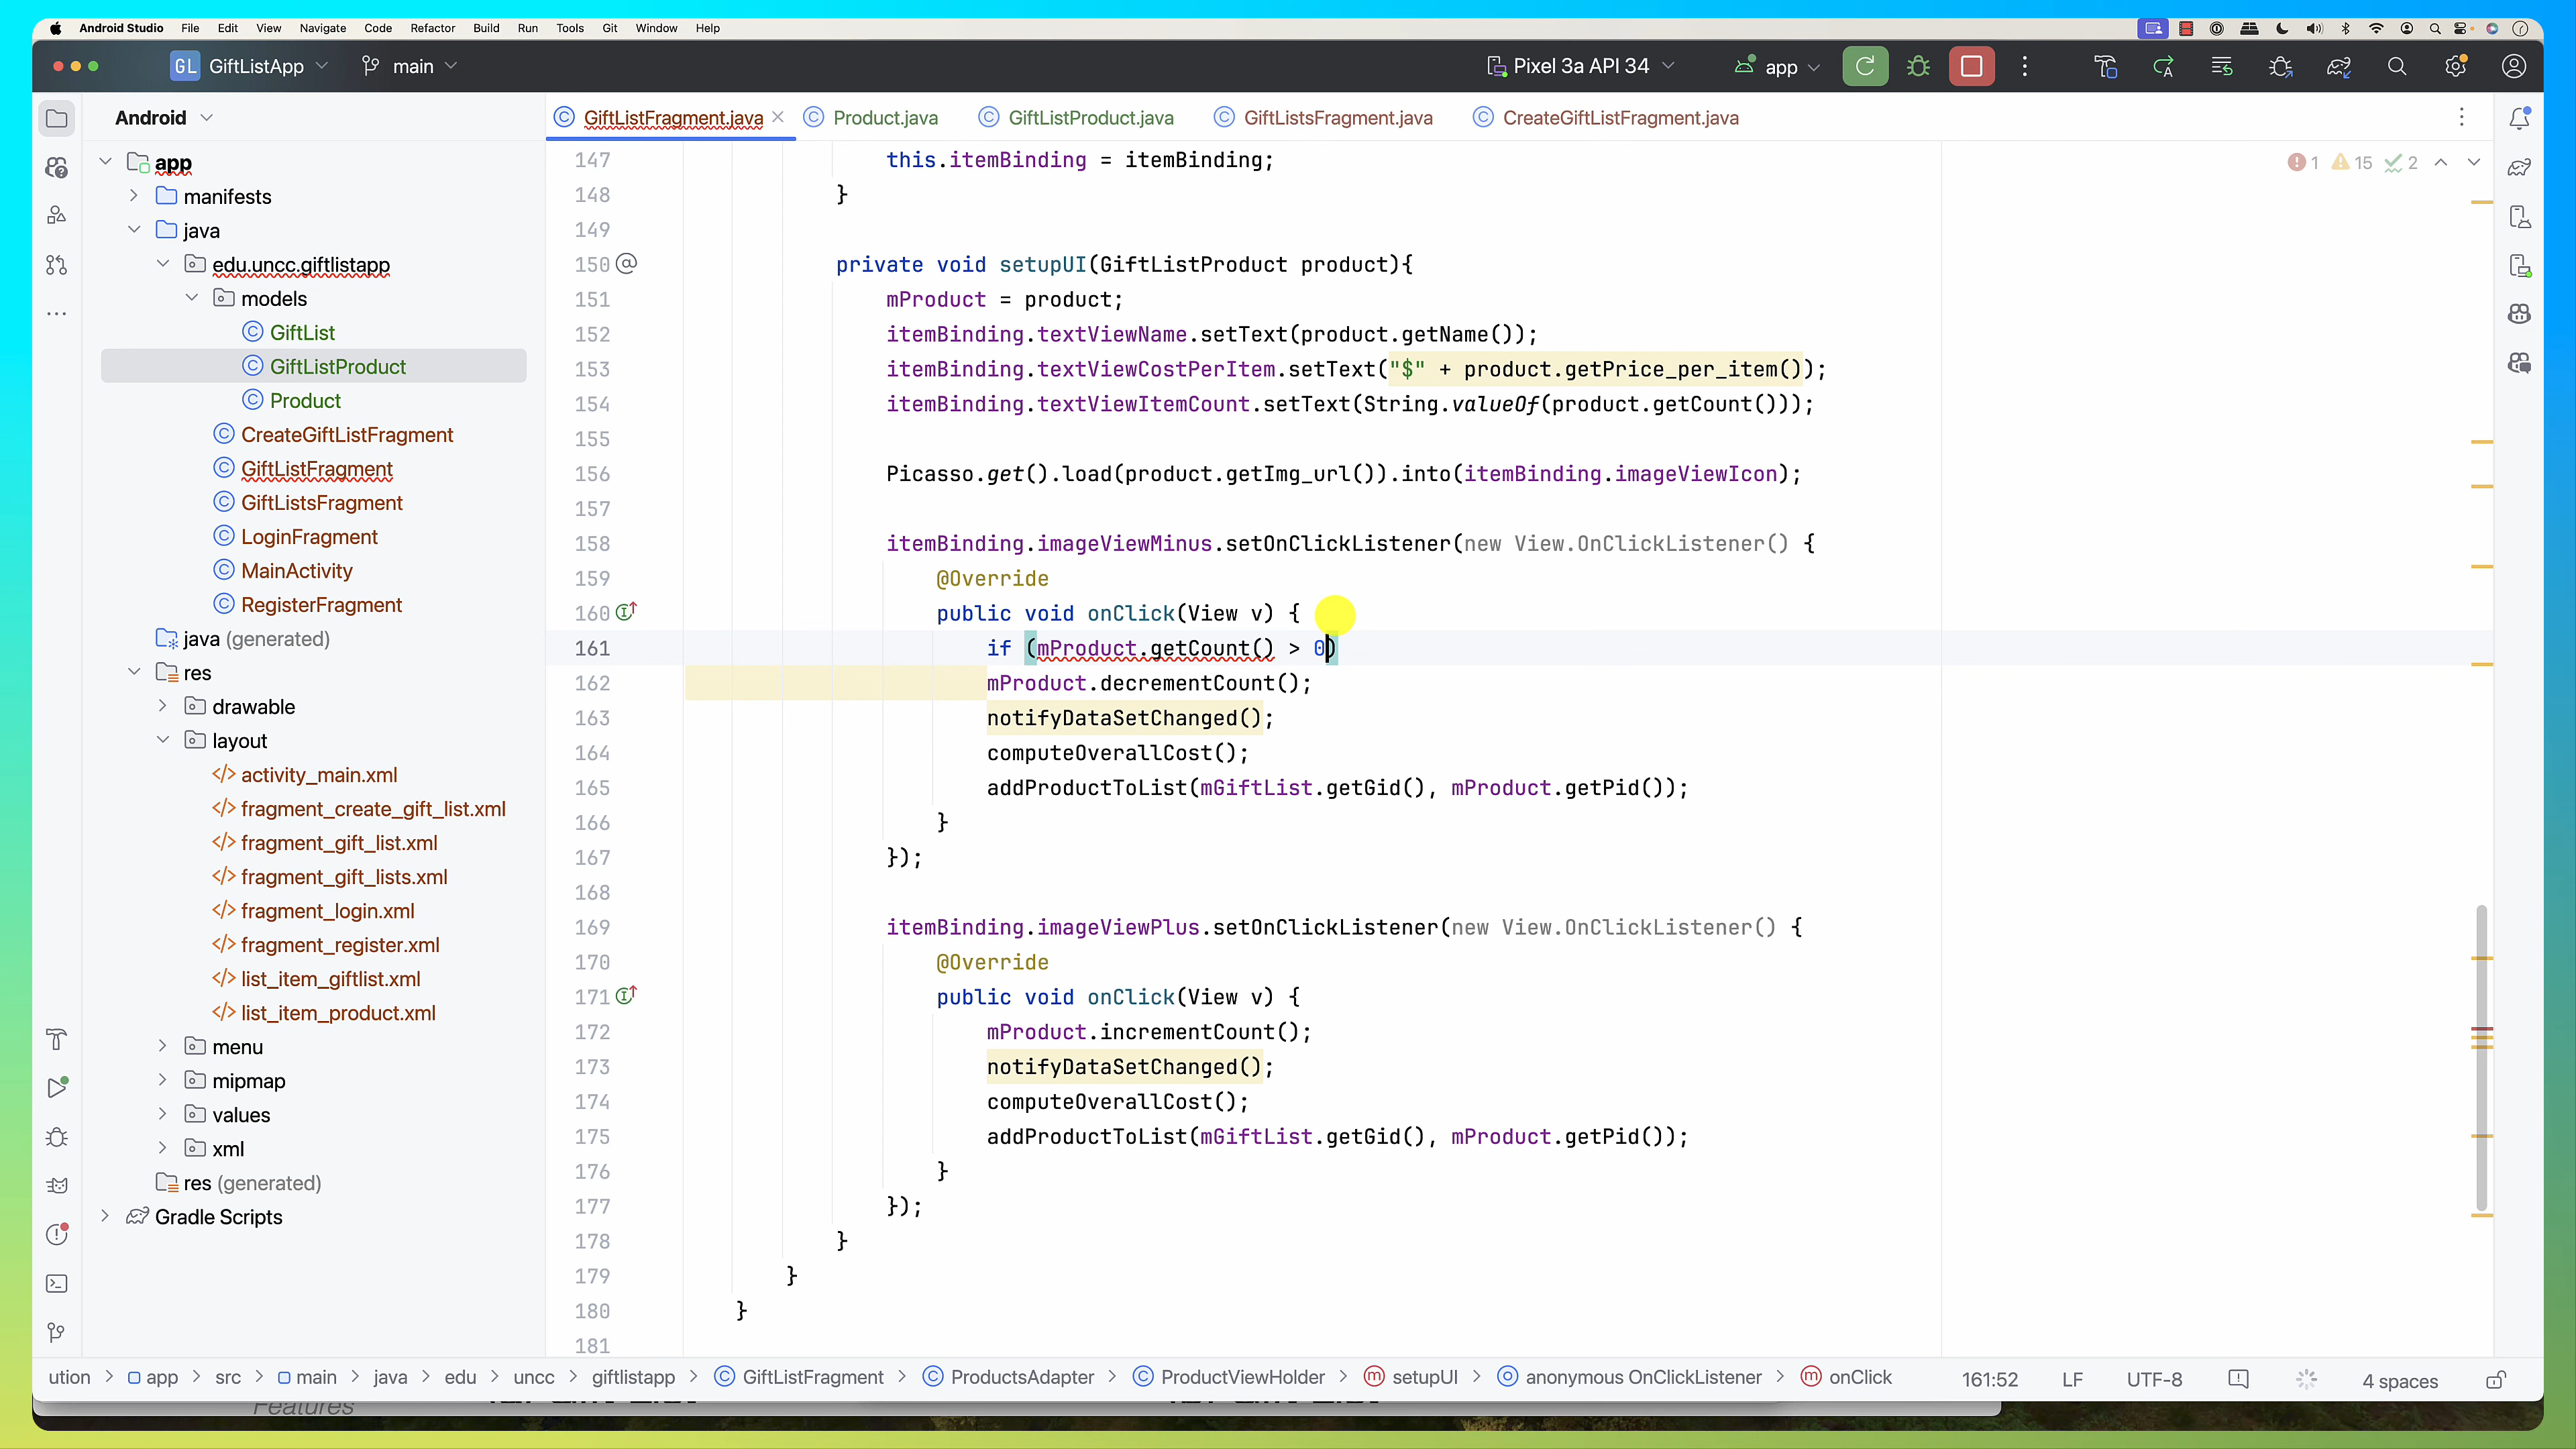 Android Studio File Edit View Navigate Code Refactor Build Run Tools Git Window Help
GL GiftListApp main Pixel 3a API 34 app
Android
GiftListFragment.java Product.java GiftListProduct.java GiftListsFragment.java CreateGiftListFragment.java
app
manifests
java
edu.uncc.giftlistapp
models
GiftList
GiftListProduct
Product
CreateGiftListFragment
GiftListFragment
GiftListsFragment
LoginFragment
MainActivity
RegisterFragment
java (generated)
res
drawable
layout
activity_main.xml
fragment_create_gift_list.xml
fragment_gift_list.xml
fragment_gift_lists.xml
fragment_login.xml
fragment_register.xml
list_item_giftlist.xml
list_item_product.xml
menu
mipmap
values
xml
res (generated)
Gradle Scripts
1 15 2
147 this.itemBinding = itemBinding;
148 }
149
150 private void setupUI(GiftListProduct product){
151 mProduct = product;
152 itemBinding.textViewName.setText(product.getName());
153 itemBinding.textViewCostPerItem.setText("$" + product.getPrice_per_item());
154 itemBinding.textViewItemCount.setText(String.valueOf(product.getCount()));
155
156 Picasso.get().load(product.getImg_url()).into(itemBinding.imageViewIcon);
157
158 itemBinding.imageViewMinus.setOnClickListener(new View.OnClickListener() {
159 @Override
160 public void onClick(View v) {
161 if (mProduct.getCount() > 0)
162 mProduct.decrementCount();
163 notifyDataSetChanged();
164 computeOverallCost();
165 addProductToList(mGiftList.getGid(), mProduct.getPid());
166 }
167 });
168
169 itemBinding.imageViewPlus.setOnClickListener(new View.OnClickListener() {
170 @Override
171 public void onClick(View v) {
172 mProduct.incrementCount();
173 notifyDataSetChanged();
174 computeOverallCost();
175 addProductToList(mGiftList.getGid(), mProduct.getPid());
176 }
177 });
178 }
179 }
180 }
181
ution > app > src > main > java > edu > uncc > giftlistapp > GiftListFragment > ProductsAdapter > ProductViewHolder > setupUI > anonymous OnClickListener > onClick 161:52 LF UTF-8 4 spaces
Features